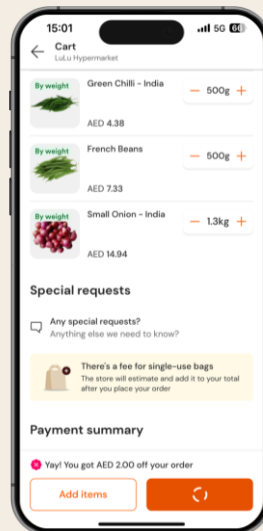 15:01
5G 60
Cart
LuLu Hypermarket
By weight
Green Chilli - India
500g
AED 4.38
By weight
French Beans
500g
AED 7.33
By weight
Small Onion - India
1.3kg
AED 14.94
Special requests
Any special requests?
Anything else we need to know?
There's a fee for single-use bags
The store will estimate and add it to your total
after you place your order
Payment summary
Yay! You got AED 2.00 off your order
Add items